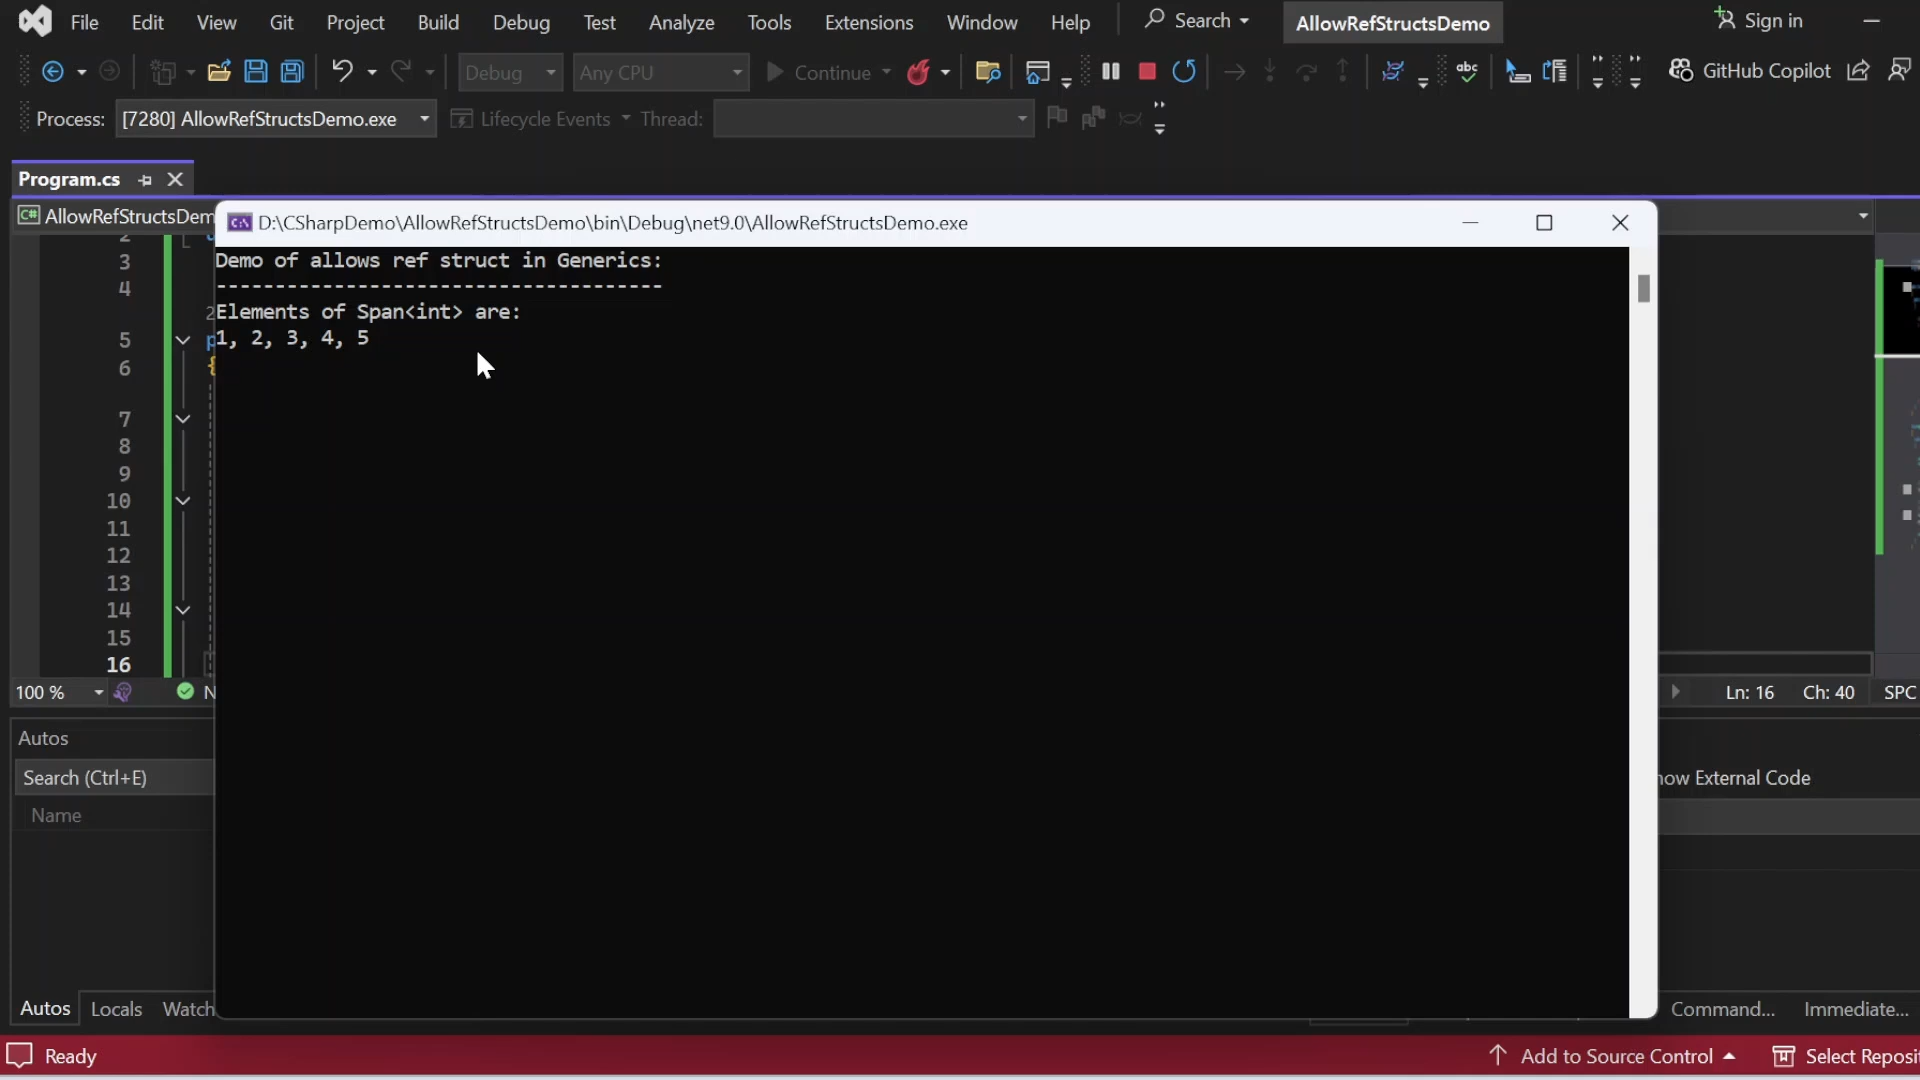 File Edit View Git Project Build Debug Test Analyze Tools Extensions Window Help Search AllowRefStructsDemo Sign in
Debug Any CPU Continue abc GitHub Copilot
Process: [7280] AllowRefStructsDemo.exe Lifecycle Events Thread:
Program.cs
C# AllowRefStructsDem
C:\ D:\CSharpDemo\AllowRefStructsDemo\bin\Debug\net9.0\AllowRefStructsDemo.exe
Demo of allows ref struct in Generics:
--------------------------------------
Elements of Span<int> are:
1, 2, 3, 4, 5
2
3
4
2
5 p
6 {
7
8
9
10
11
12
13
14
15
16
100 % N Ln: 16 Ch: 40 SPC
Autos
Search (Ctrl+E) how External Code
Name
Autos Locals Watch Command... Immediate...
Ready Add to Source Control Select Reposit